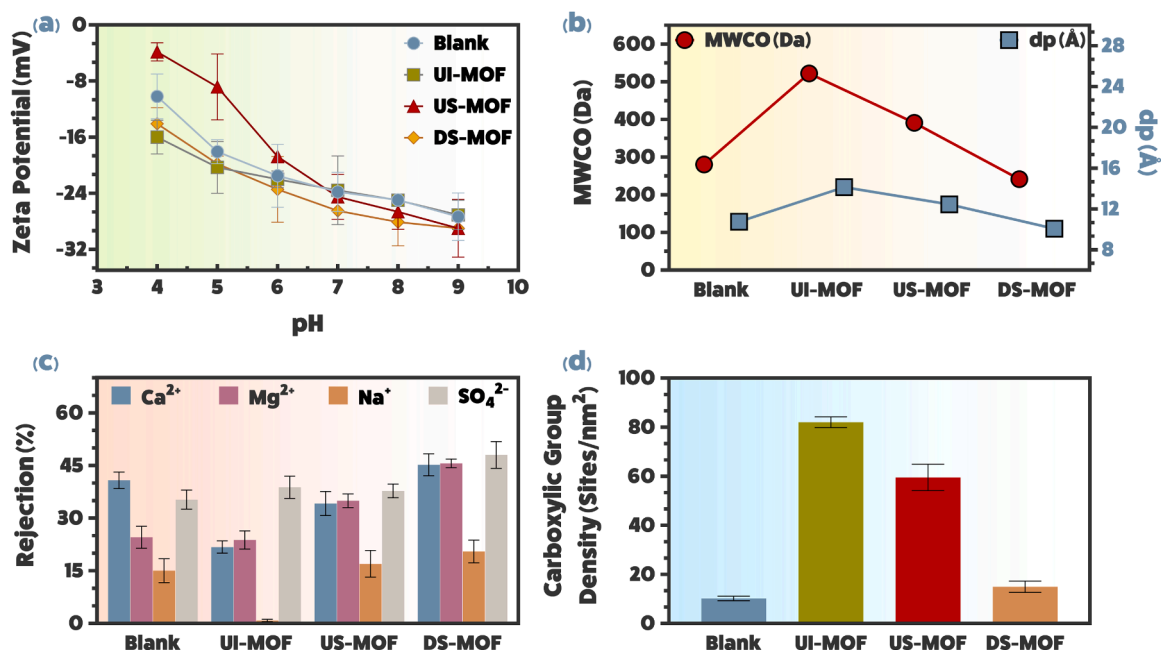 (a)
0
-8
-16
-24
-32
Zeta Potential (mV)
Blank
UI-MOF
US-MOF
DS-MOF
3 4 5 6 7 8 9 10
pH
(b)
600
500
400
300
200
100
0
MWCO (Da)
MWCO (Da)
dp (Å)
28
24
20
16
12
8
dp (Å)
Blank UI-MOF US-MOF DS-MOF
(c)
60
45
30
15
0
Rejection (%)
Ca²⁺ Mg²⁺ Na⁺ SO₄²⁻
Blank UI-MOF US-MOF DS-MOF
(d)
100
80
60
40
20
0
Carboxylic Group
Density (Sites/nm²)
Blank UI-MOF US-MOF DS-MOF